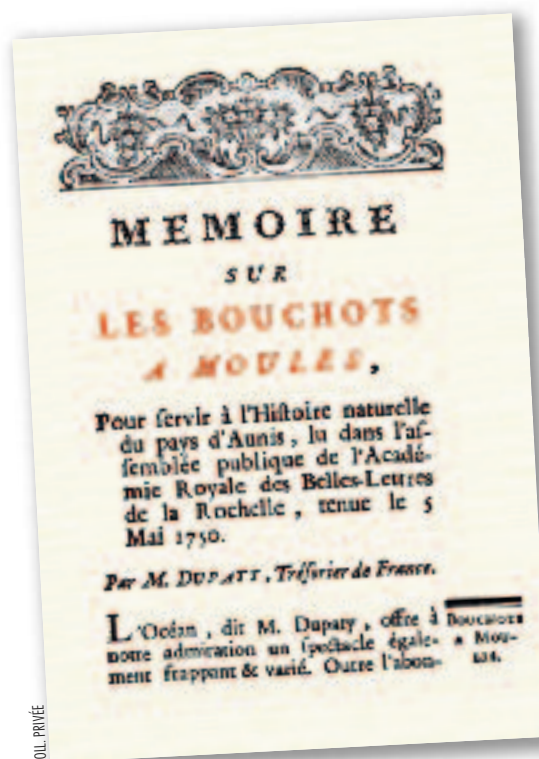 MEMOIRE
SUR
LES BOUCHOTS
A MOULES,
Pour ſervir à l'Hiſtoire naturelle
du pays d'Aunis, lu dans l'aſ-
ſemblée publique de l'Acadé-
mie Royale des Belles-Lettres
de la Rochelle, tenue le 5
Mai 1750.
Par M. DUPATY, Tréſorier de France.
L'Océan, dit M. Dupaty, offre à
notre admiration un ſpectacle égale-
ment frappant & varié. Outre l'abon-
BOUCHOTS
A MOU-
LES.
OLL. PRIVÉE